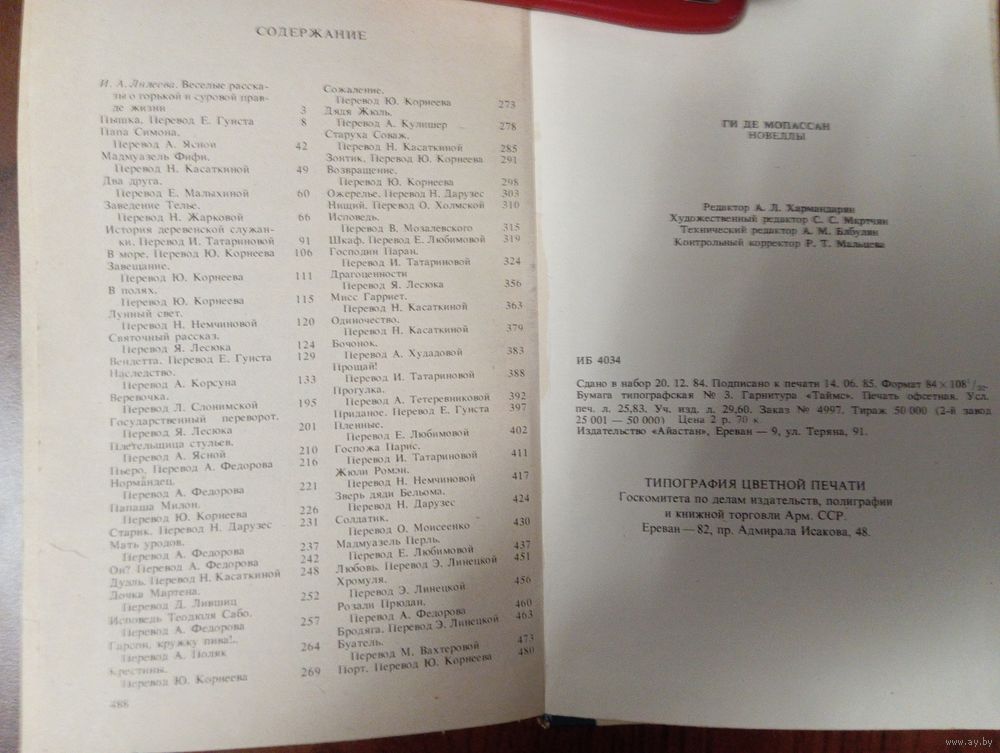 СОДЕРЖАНИЕ
И. А. Лилеева. Веселые расска-
зы о горькой и суровой прав-
де жизни 3
Пышка. Перевод Е. Гунста 8
Папа Симона.
Перевод А. Ясной 42
Мадмуазель Фифи.
Перевод Н. Касаткиной 49
Два друга.
Перевод Е. Малыхиной 60
Заведение Телье.
Перевод Н. Жарковой 66
История деревенской служан-
ки. Перевод И. Татариновой 91
В море. Перевод Ю. Корнеева 106
Завещание.
Перевод Ю. Корнеева 111
В полях.
Перевод Ю. Корнеева 115
Лунный свет.
Перевод Н. Немчиновой 120
Святочный рассказ.
Перевод Я. Лесюка 124
Вендетта. Перевод Е. Гунста 129
Наследство.
Перевод А. Корсуна 133
Веревочка.
Перевод Л. Слонимской 195
Государственный переворот.
Перевод Я. Лесюка 201
Плетельщица стульев.
Перевод А. Ясной 210
Пьеро. Перевод А. Федорова 216
Нормандец.
Перевод А. Федорова 221
Папаша Милон.
Перевод Ю. Корнеева 226
Старик. Перевод Н. Дарузес 231
Мать уродов.
Перевод А. Федорова 237
Он? Перевод А. Федорова 242
Дуэль. Перевод Н. Касаткиной 248
Дочка Мартена.
Перевод Д. Лившиц 252
Исповедь Теодюля Сабо.
Перевод А. Федорова 257
Гарсон, кружку пива!..
Перевод А. Поляк 264
Крестины.
Перевод Ю. Корнеева 269
488
Сожаление.
Перевод Ю. Корнеева 273
Дядя Жюль.
Перевод А. Кулишер 278
Старуха Соваж.
Перевод Н. Касаткиной 285
Зонтик. Перевод Ю. Корнеева 291
Возвращение.
Перевод Ю. Корнеева 298
Ожерелье. Перевод Н. Дарузес 303
Нищий. Перевод О. Холмской 310
Исповедь.
Перевод В. Мозалевского 315
Шкаф. Перевод Е. Любимовой 319
Господин Паран.
Перевод И. Татариновой 324
Драгоценности
Перевод Я. Лесюка 356
Мисс Гарриет.
Перевод Н. Касаткиной 363
Одиночество.
Перевод Н. Касаткиной 379
Бочонок.
Перевод А. Худадовой 383
Прощай!
Перевод И. Татариновой 388
Прогулка.
Перевод А. Тетеревниковой 392
Приданое. Перевод Е. Гунста 397
Пленные.
Перевод Е. Любимовой 402
Госпожа Парис.
Перевод И. Татариновой 411
Жюли Ромэн.
Перевод Н. Немчиновой 417
Зверь дяди Бельома.
Перевод Н. Дарузес 424
Солдатик.
Перевод О. Моисеенко 430
Мадмуазель Перль.
Перевод Е. Любимовой 437
Любовь. Перевод Э. Линецкой 451
Хромуля.
Перевод Э. Линецкой 456
Розали Прюдан.
Перевод А. Федорова 460
Бродяга. Перевод Э. Линецкой 463
Буатель.
Перевод М. Вахтеровой 473
Порт. Перевод Ю. Корнеева 480
ГИ ДЕ МОПАССАН
НОВЕЛЛЫ
Редактор А. Л. Хармандарян
Художественный редактор С. С. Мкртчян
Технический редактор А. М. Бабулян
Контрольный корректор Р. Т. Мальцева
ИБ 4034
Сдано в набор 20. 12. 84. Подписано к печати 14. 06. 85. Формат 84×108¹/₃₂.
Бумага типографская № 3. Гарнитура «Таймс». Печать офсетная. Усл.
печ. л. 25,83. Уч. изд. л. 29,60. Заказ № 4997. Тираж 50 000 (2-й завод
25 001 — 50 000) Цена 2 р. 70 к.
Издательство «Айастан», Ереван — 9, ул. Теряна, 91.
ТИПОГРАФИЯ ЦВЕТНОЙ ПЕЧАТИ
Госкомитета по делам издательств, полиграфии
и книжной торговли Арм. ССР.
Ереван — 82, пр. Адмирала Исакова, 48.
www.ay.by